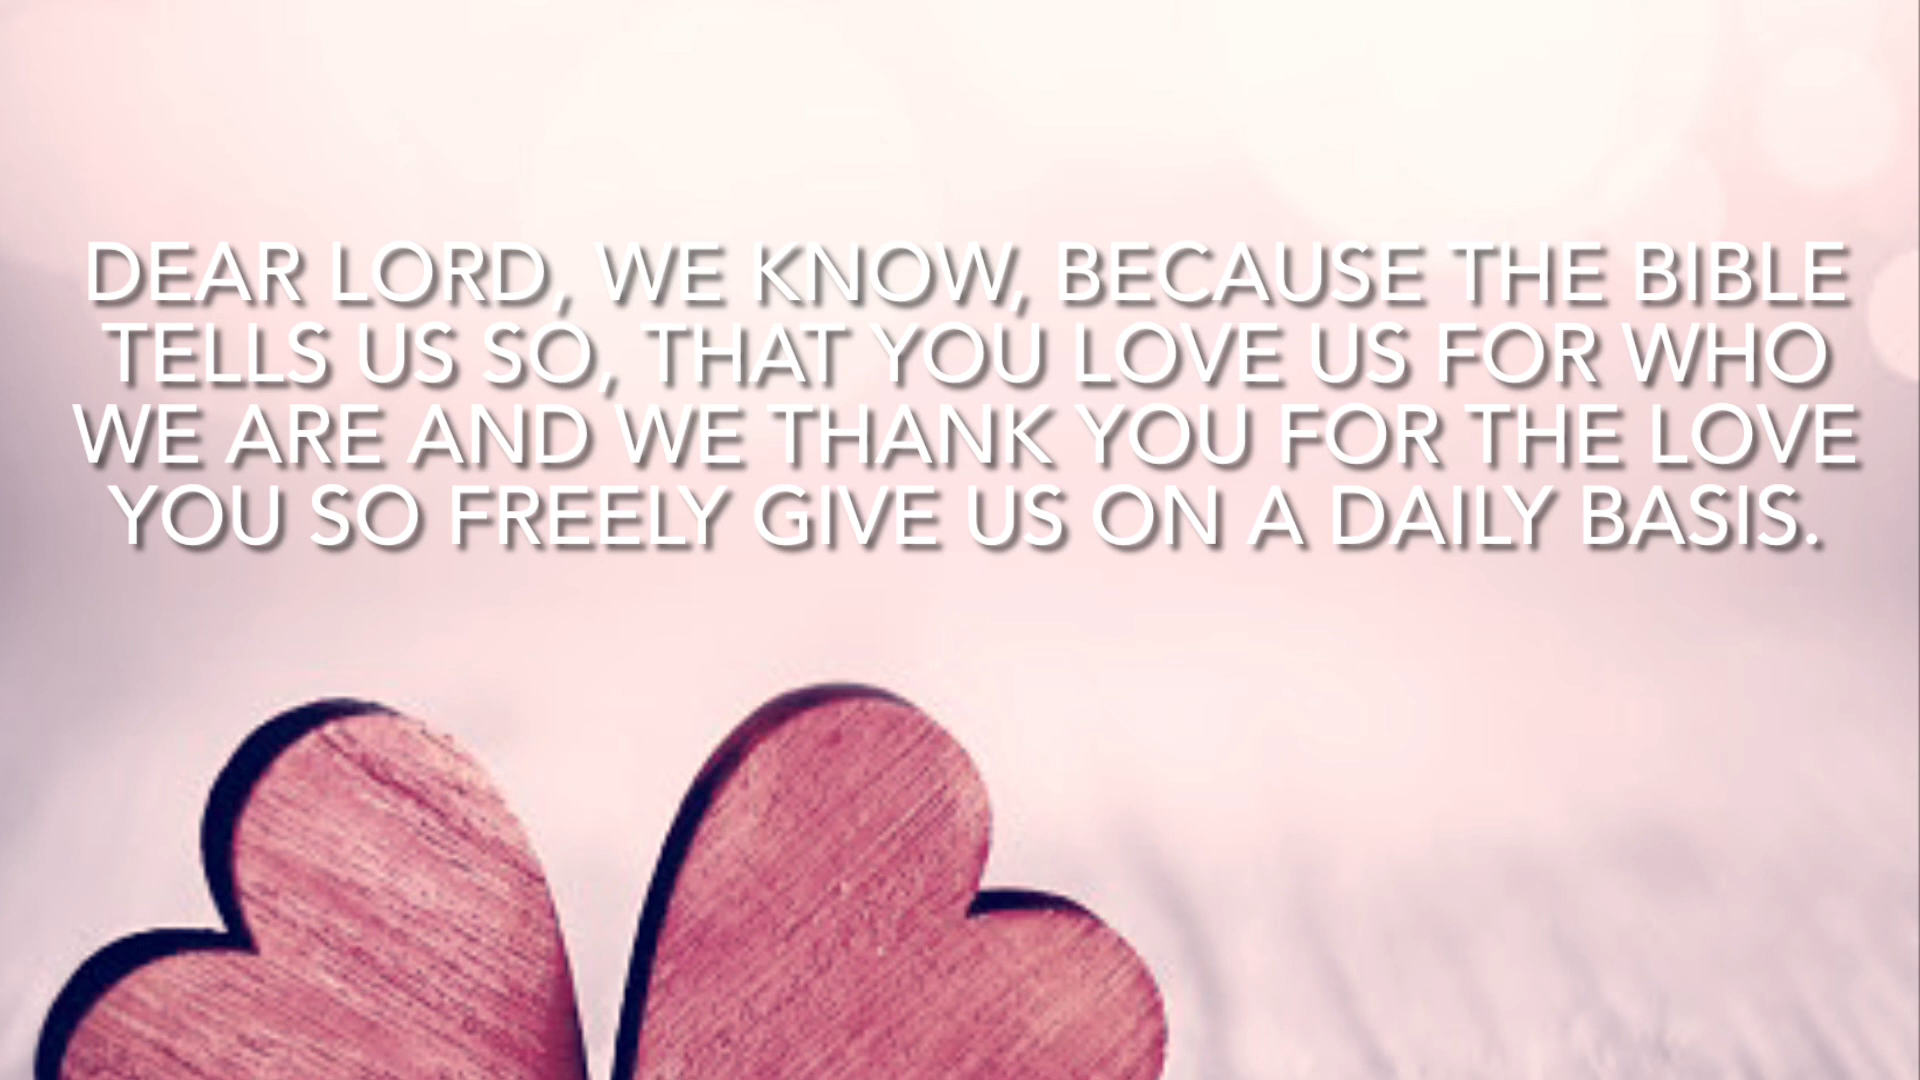 DEAR LORD, WE KNOW, BECAUSE THE BIBLE
TELLS US SO, THAT YOU LOVE US FOR WHO
WE ARE AND WE THANK YOU FOR THE LOVE
YOU SO FREELY GIVE US ON A DAILY BASIS.